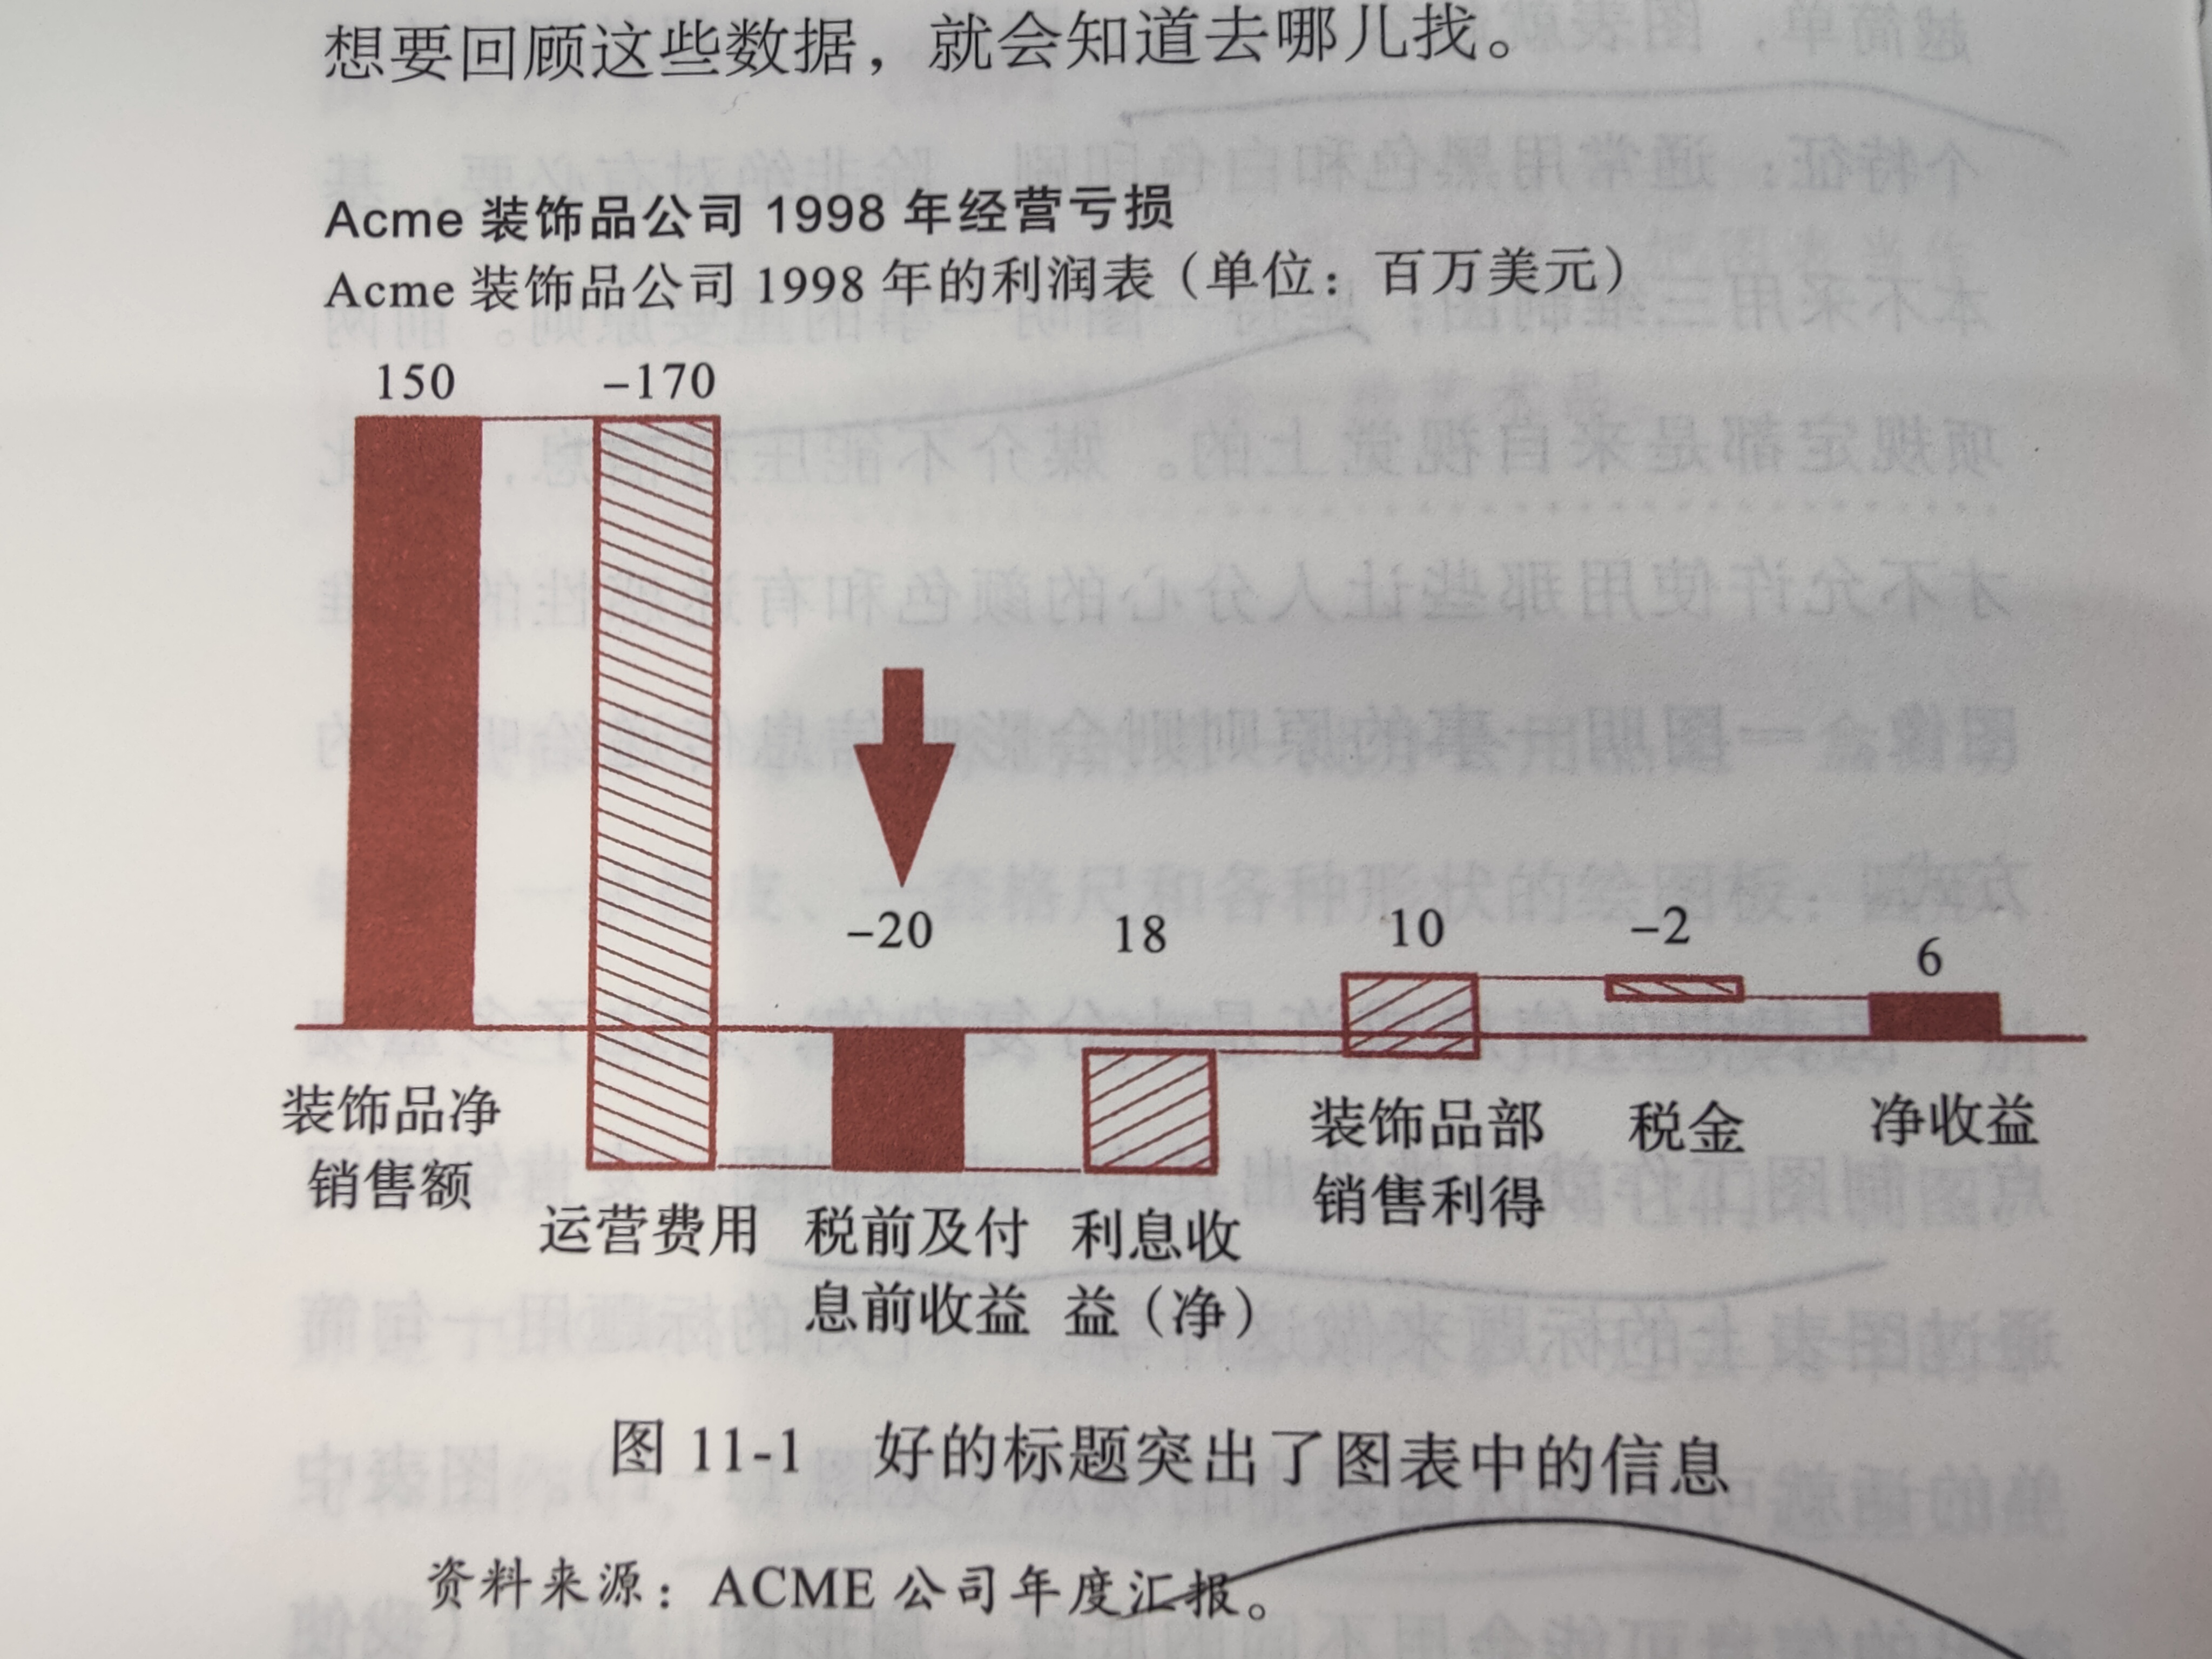 想要回顾这些数据，就会知道去哪儿找。
Acme 装饰品公司 1998 年经营亏损
Acme 装饰品公司 1998 年的利润表（单位：百万美元）
150
−170
−20
18
10
−2
6
装饰品净
销售额
运营费用
税前及付
息前收益
利息收
益（净）
装饰品部
销售利得
税金
净收益
图 11-1 好的标题突出了图表中的信息
资料来源：ACME 公司年度汇报。